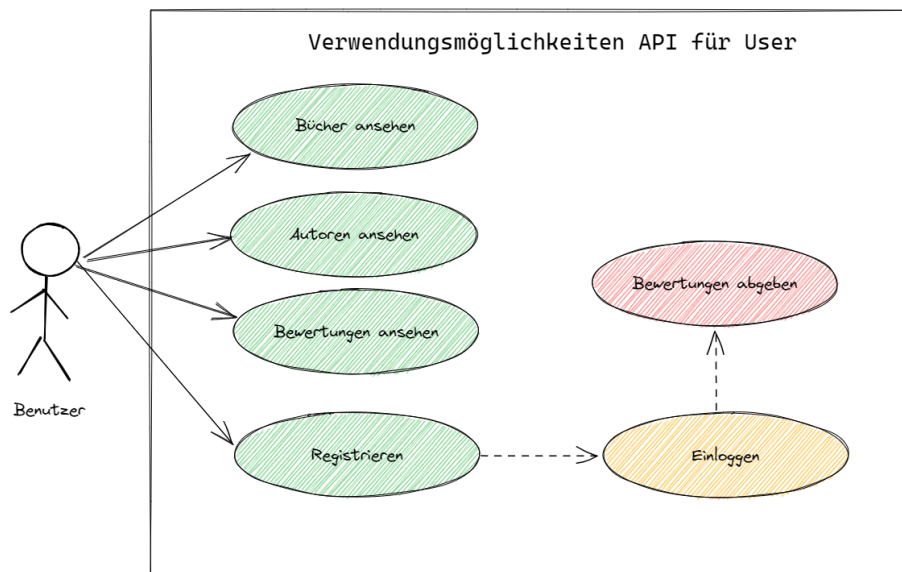 Verwendungsmöglichkeiten API für User
Bücher ansehen
Autoren ansehen
Bewertungen abgeben
Bewertungen ansehen
Benutzer
Registrieren
Einloggen